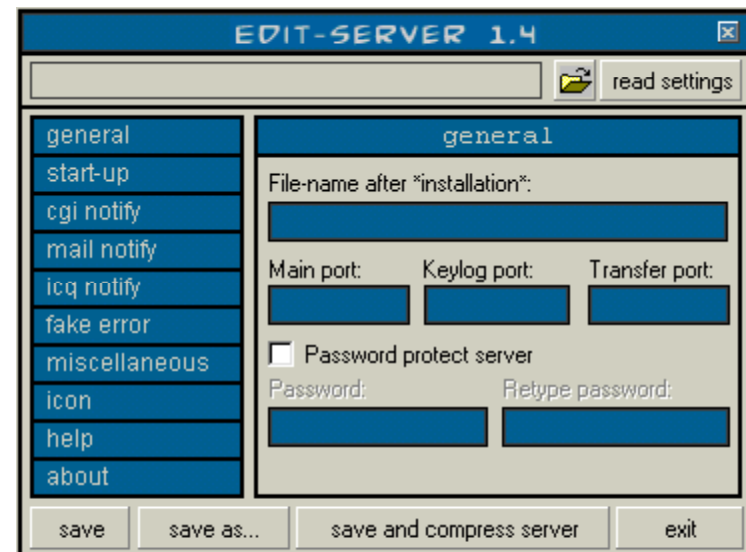 EDIT-SERVER 1.4
read settings
general
start-up
cgi notify
mail notify
icq notify
fake error
miscellaneous
icon
help
about
general
File-name after *installation*:
Main port: Keylog port: Transfer port:
Password protect server
Password: Retype password:
save save as... save and compress server exit